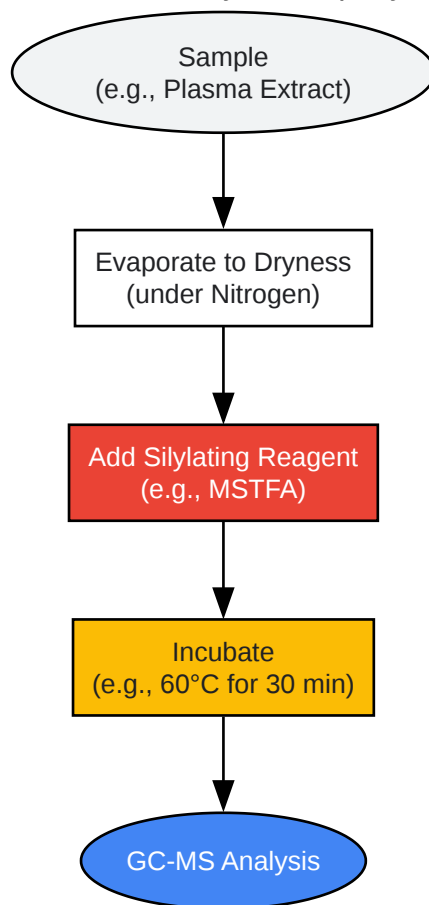 Sample
(e.g., Plasma Extract)
Evaporate to Dryness
(under Nitrogen)
Add Silylating Reagent
(e.g., MSTFA)
Incubate
(e.g., 60°C for 30 min)
GC-MS Analysis